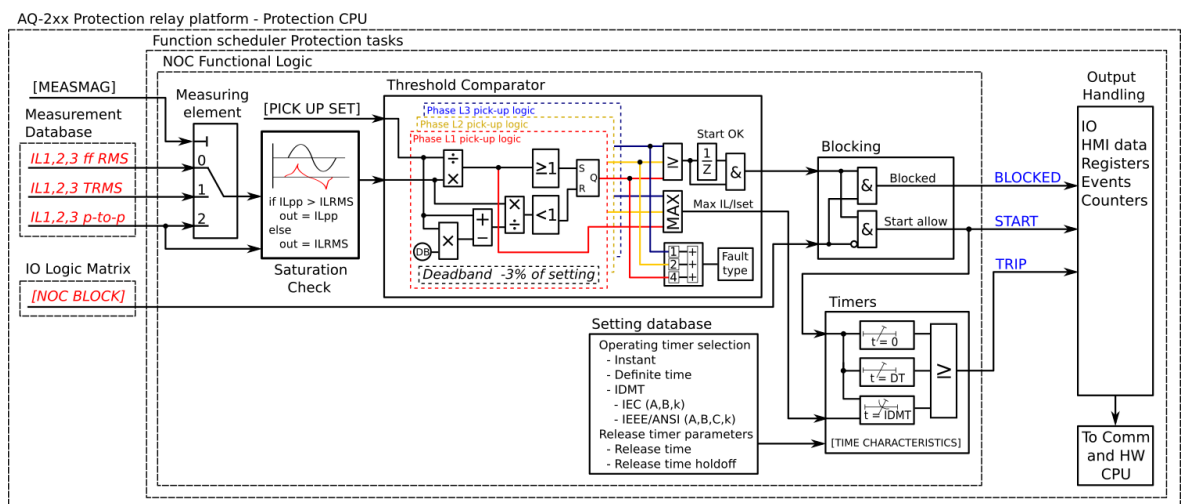 AQ-2xx Protection relay platform - Protection CPU
Function scheduler Protection tasks
NOC Functional Logic
[MEASMAG]
Measurement
Database
IL1,2,3 ff RMS
IL1,2,3 TRMS
IL1,2,3 p-to-p
IO Logic Matrix
[NOC BLOCK]
Measuring
element
0
1
2
[PICK UP SET]
if ILpp > ILRMS
out = ILpp
else
out = ILRMS
Saturation
Check
Threshold Comparator
Phase L3 pick-up logic
Phase L2 pick-up logic
Phase L1 pick-up logic
÷
×
≥1
S
Q
R
×
÷
<1
+
−
×
DB
Deadband -3% of setting
≥
Start OK
1
Z
&
MAX
Max IL/Iset
1 +
2
4 +
Fault
type
Blocking
&
Blocked
&
Start allow
BLOCKED
START
TRIP
Setting database
Operating timer selection
- Instant
- Definite time
- IDMT
- IEC (A,B,k)
- IEEE/ANSI (A,B,C,k)
Release timer parameters
- Release time
- Release time holdoff
Timers
t = 0
t = DT
t = IDMT
≥
[TIME CHARACTERISTICS]
Output
Handling
IO
HMI data
Registers
Events
Counters
To Comm
and HW
CPU